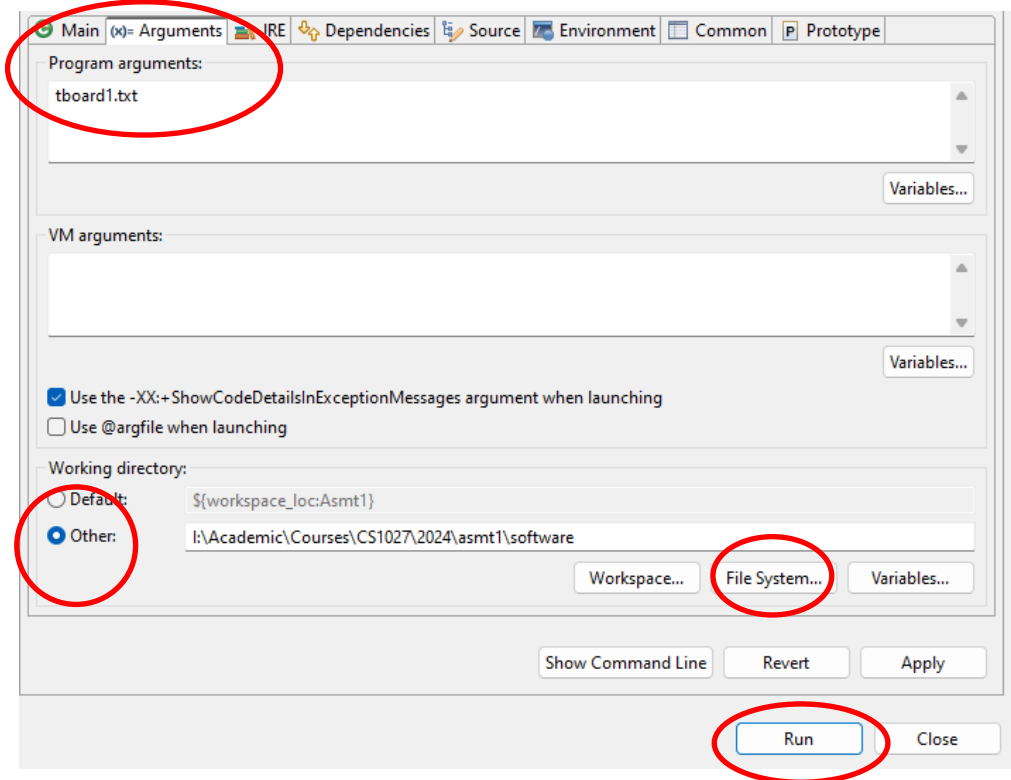 Main (x)= Arguments JRE Dependencies Source Environment Common P Prototype
Program arguments:
tboard1.txt
Variables...
VM arguments:
Variables...
Use the -XX:+ShowCodeDetailsInExceptionMessages argument when launching
Use @argfile when launching
Working directory:
Default: ${workspace_loc:Asmt1}
Other: I:\Academic\Courses\CS1027\2024\asmt1\software
Workspace... File System... Variables...
Show Command Line Revert Apply
Run Close